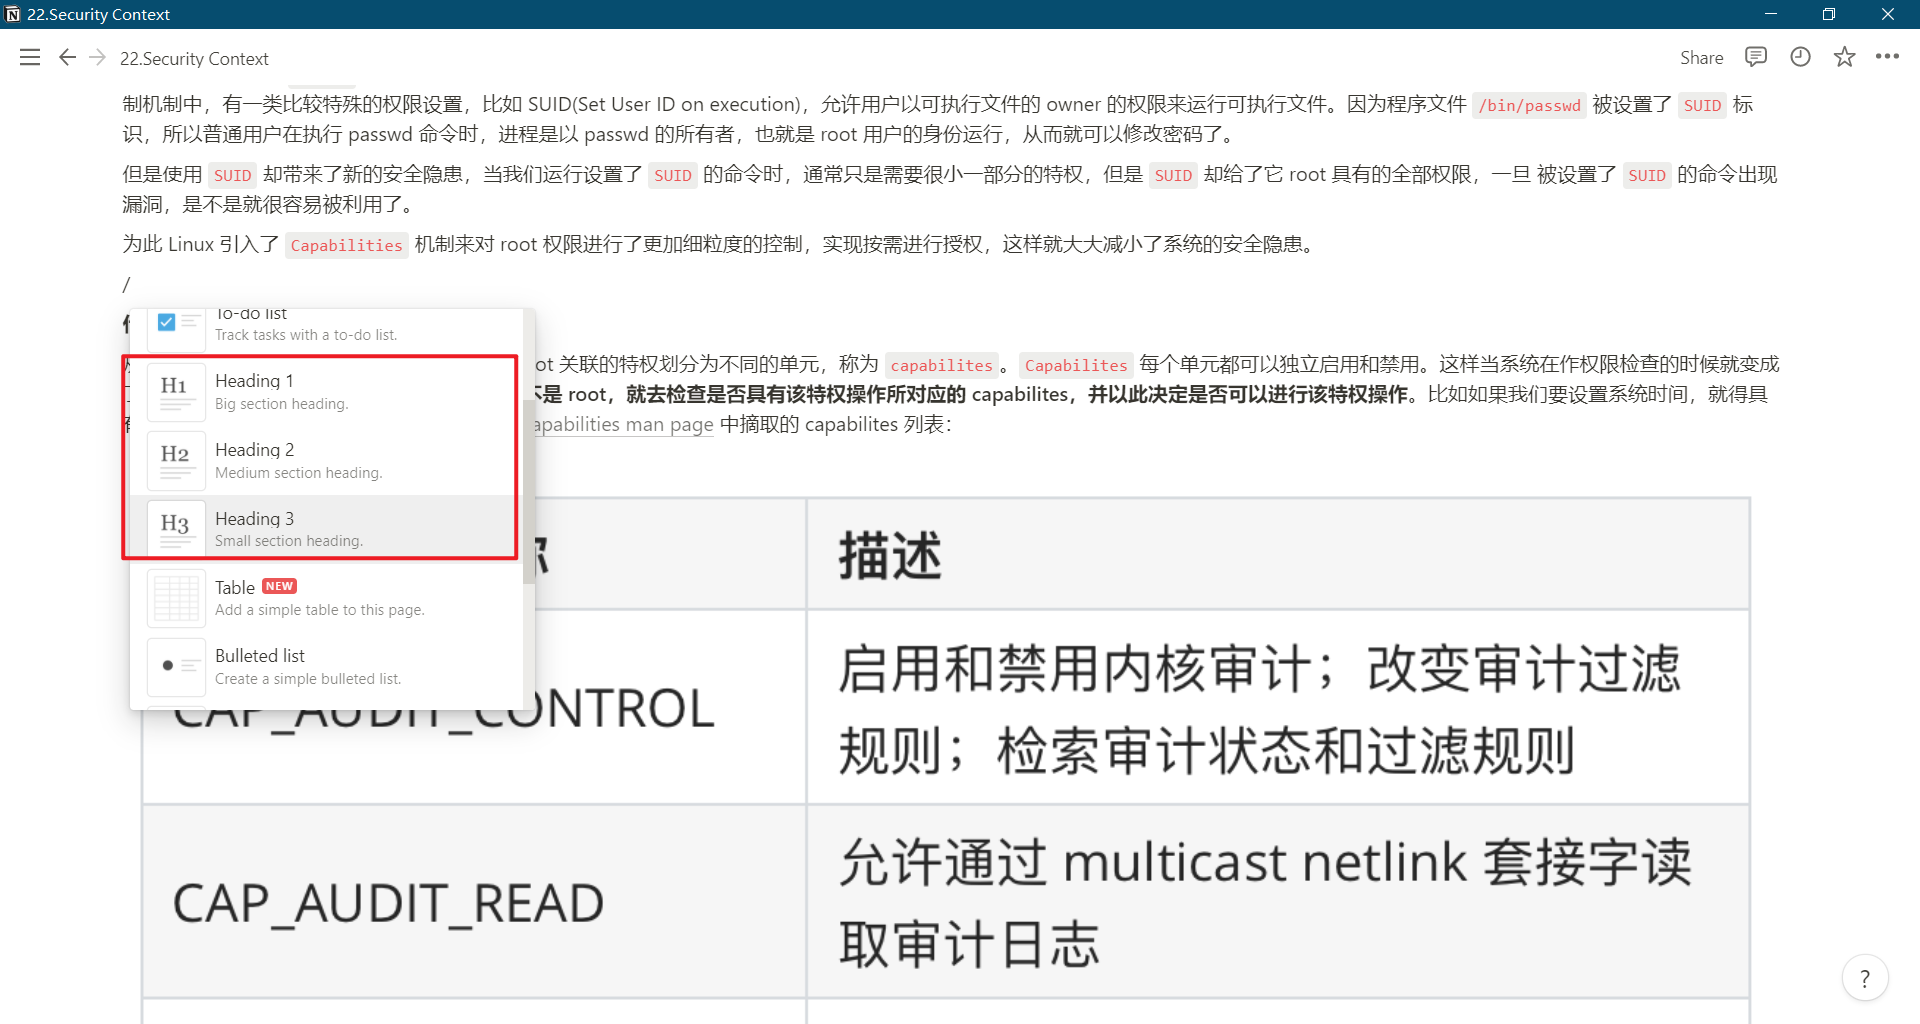 22.Security Context
22.Security Context
Share
制机制中，有一类比较特殊的权限设置，比如 SUID(Set User ID on execution)，允许用户以可执行文件的 owner 的权限来运行可执行文件。因为程序文件 /bin/passwd 被设置了 SUID 标
识，所以普通用户在执行 passwd 命令时，进程是以 passwd 的所有者，也就是 root 用户的身份运行，从而就可以修改密码了。
但是使用 SUID 却带来了新的安全隐患，当我们运行设置了 SUID 的命令时，通常只是需要很小一部分的特权，但是 SUID 却给了它 root 具有的全部权限，一旦 被设置了 SUID 的命令出现
漏洞，是不是就很容易被利用了。
为此 Linux 引入了 Capabilities 机制来对 root 权限进行了更加细粒度的控制，实现按需进行授权，这样就大大减小了系统的安全隐患。
/
To-do list
Track tasks with a to-do list.
H1
Heading 1
Big section heading.
H2
Heading 2
Medium section heading.
H3
Heading 3
Small section heading.
Table NEW
Add a simple table to this page.
Bulleted list
Create a simple bulleted list.
ot 关联的特权划分为不同的单元，称为 capabilites 。 Capabilites 每个单元都可以独立启用和禁用。这样当系统在作权限检查的时候就变成
不是 root，就去检查是否具有该特权操作所对应的 capabilites，并以此决定是否可以进行该特权操作。比如如果我们要设置系统时间，就得具
apabilities man page 中摘取的 capabilites 列表：
描述
CAP_AUDIT_CONTROL
启用和禁用内核审计；改变审计过滤
规则；检索审计状态和过滤规则
CAP_AUDIT_READ
允许通过 multicast netlink 套接字读
取审计日志
?